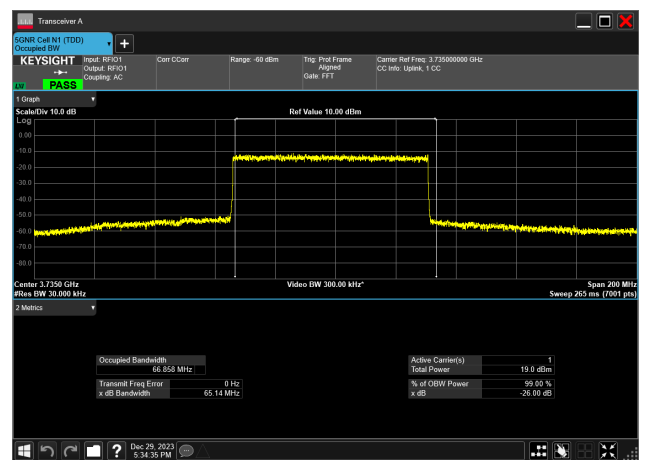 Transceiver A
5GNR Cell N1 (TDD)
Occupied BW
KEYSIGHT
LV
PASS
Input: RFIO1
Output: RFIO1
Coupling: AC
Corr CCorr
Range: -60 dBm
Trig: Prot Frame
Aligned
Gate: FFT
Carrier Ref Freq: 3.735000000 GHz
CC Info: Uplink, 1 CC
1 Graph
Scale/Div 10.0 dB
Ref Value 10.00 dBm
Log
0.00
-10.0
-20.0
-30.0
-40.0
-50.0
-60.0
-70.0
-80.0
Center 3.7350 GHz
Video BW 300.00 kHz*
Span 200 MHz
#Res BW 30.000 kHz
Sweep 265 ms (7001 pts)
2 Metrics
Occupied Bandwidth
66.858 MHz
Transmit Freq Error 0 Hz
x dB Bandwidth 65.14 MHz
Active Carrier(s) 1
Total Power 19.0 dBm
% of OBW Power 99.00 %
x dB -26.00 dB
Dec 29, 2023
5:34:35 PM